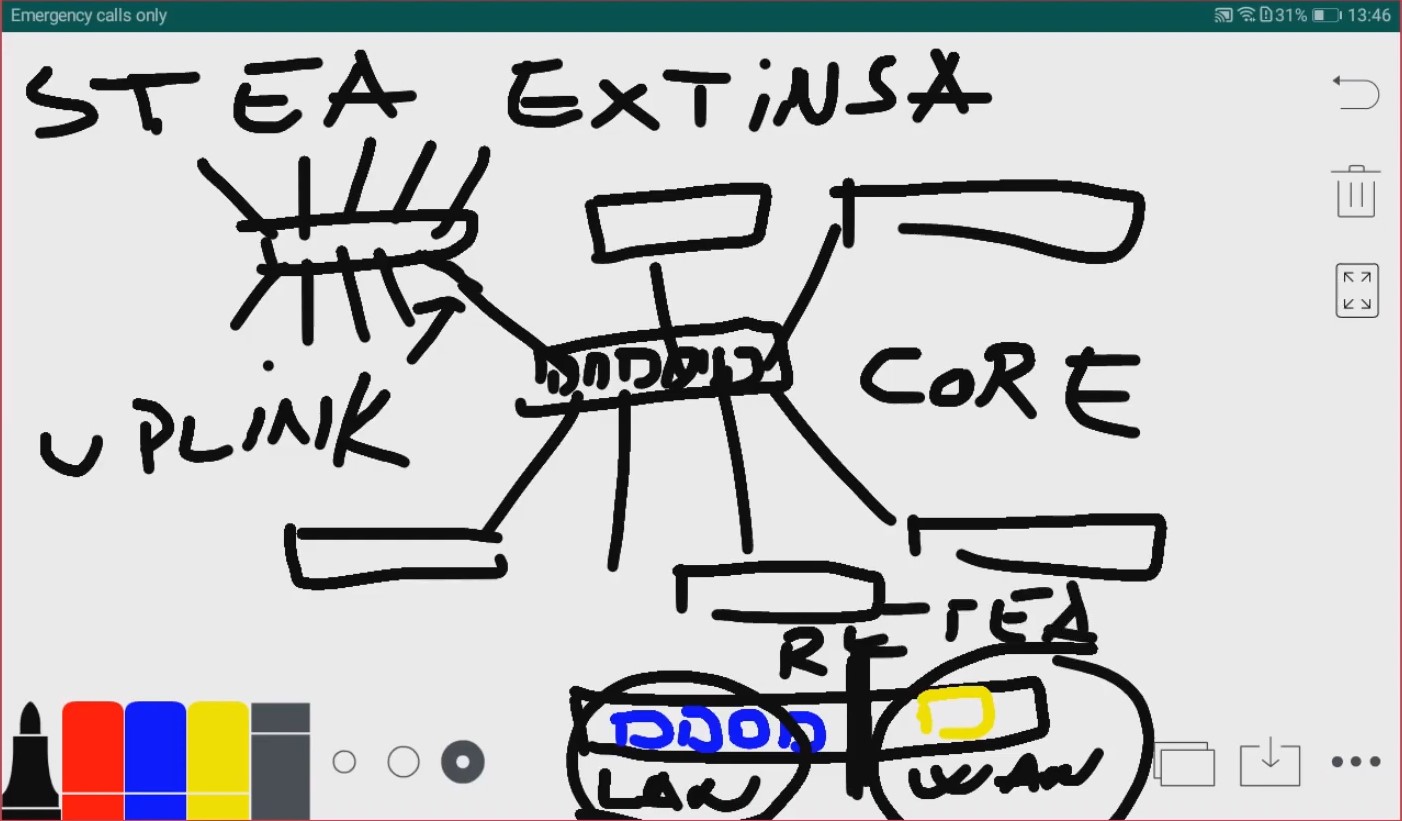 Emergency calls only
31% 13:46
STEA EXTiNSA
CORE
UPLiNK
RETEA
LAN WAN